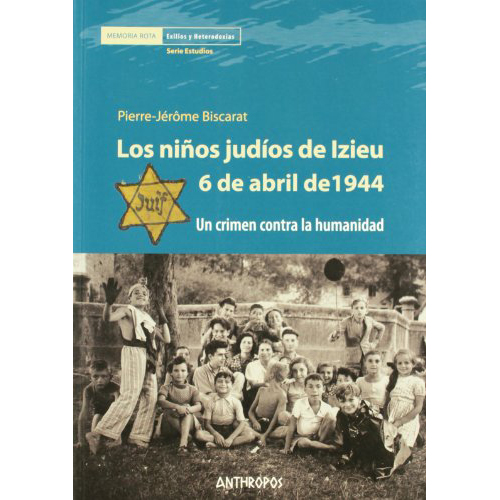 MEMORIA ROTA
Exilios y Heterodoxias
Serie Estudios
Pierre-Jérôme Biscarat
Los niños judíos de Izieu
6 de abril de1944
Juif
Un crimen contra la humanidad
ANTHROPOS